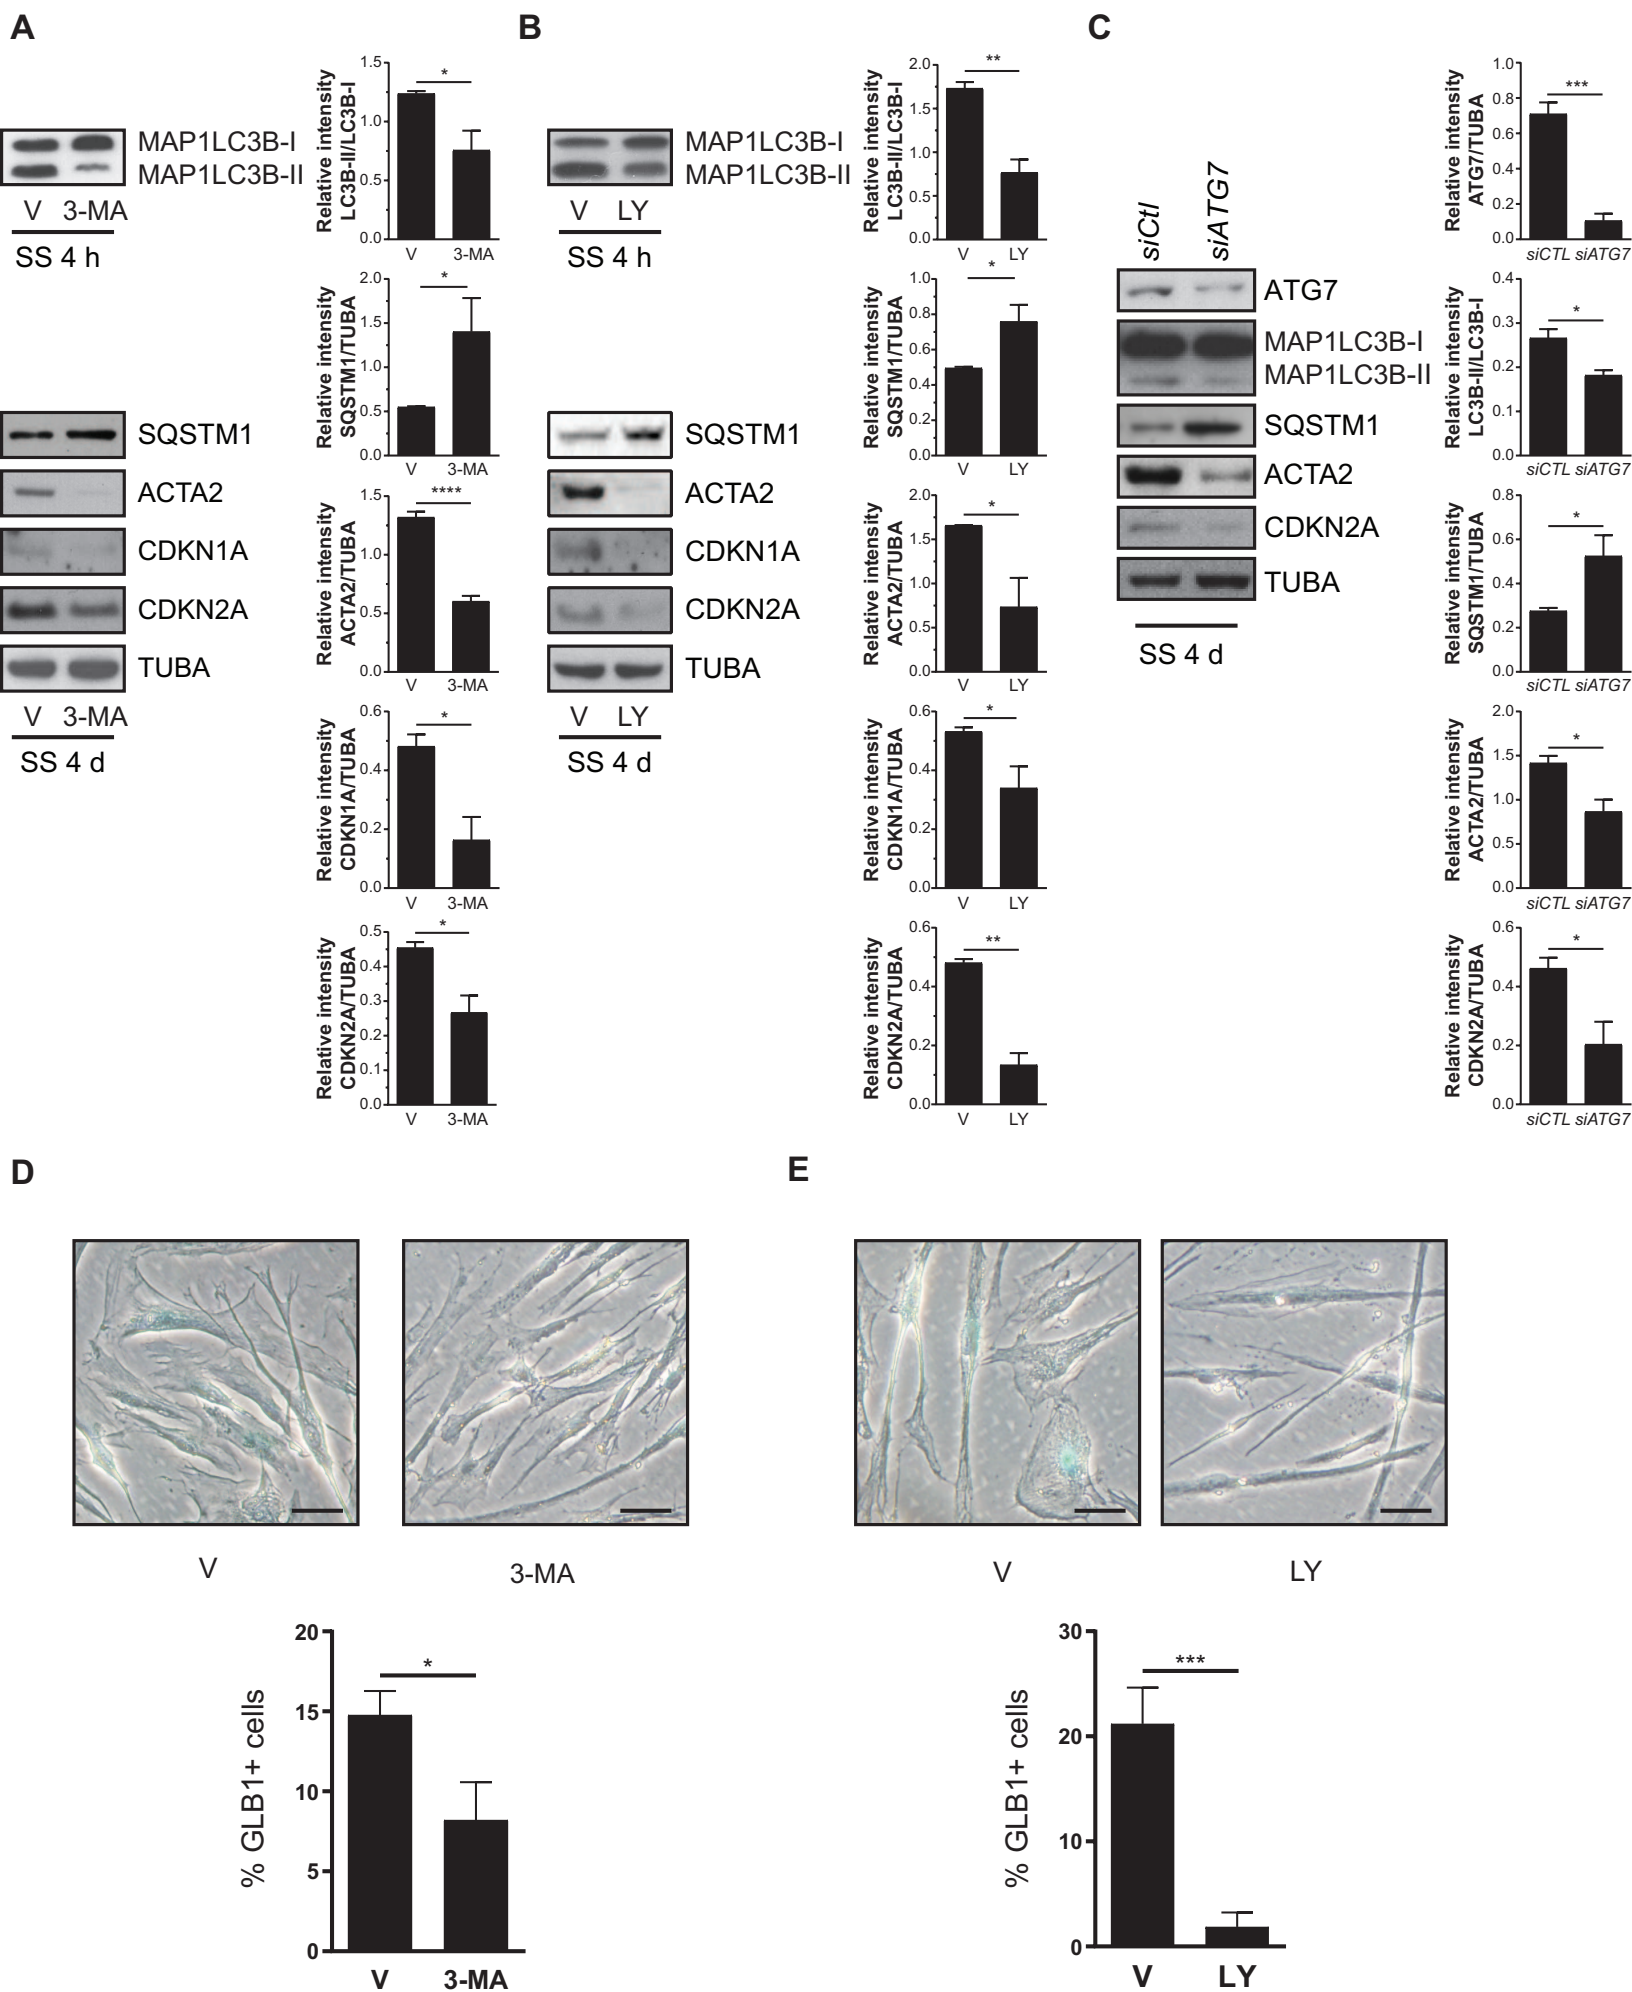 A
MAP1LC3B-I
MAP1LC3B-II
V 3-MA
SS 4 h
SQSTM1
ACTA2
CDKN1A
CDKN2A
TUBA
V 3-MA
SS 4 d
Relative intensity
LC3B-II/LC3B-I
1.5
1.0
0.5
0.0
*
V 3-MA
Relative intensity
SQSTM1/TUBA
2.0
1.5
1.0
0.5
0.0
*
V 3-MA
Relative intensity
ACTA2/TUBA
1.5
1.0
0.5
0.0
****
V 3-MA
Relative intensity
CDKN1A/TUBA
0.6
0.4
0.2
0.0
*
V 3-MA
Relative intensity
CDKN2A/TUBA
0.5
0.4
0.3
0.2
0.1
0.0
*
V 3-MA
B
MAP1LC3B-I
MAP1LC3B-II
V LY
SS 4 h
SQSTM1
ACTA2
CDKN1A
CDKN2A
TUBA
V LY
SS 4 d
Relative intensity
LC3B-II/LC3B-I
2.0
1.5
1.0
0.5
0.0
**
V LY
Relative intensity
SQSTM1/TUBA
1.0
0.8
0.6
0.4
0.2
0.0
*
V LY
Relative intensity
ACTA2/TUBA
2.0
1.5
1.0
0.5
0.0
*
V LY
Relative intensity
CDKN1A/TUBA
0.6
0.4
0.2
0.0
*
V LY
Relative intensity
CDKN2A/TUBA
0.6
0.4
0.2
0.0
**
V LY
C
siCtl siATG7
ATG7
MAP1LC3B-I
MAP1LC3B-II
SQSTM1
ACTA2
CDKN2A
TUBA
SS 4 d
Relative intensity
ATG7/TUBA
1.0
0.8
0.6
0.4
0.2
0.0
***
siCTL siATG7
Relative intensity
LC3B-II/LC3B-I
0.4
0.3
0.2
0.1
0.0
*
siCTL siATG7
Relative intensity
SQSTM1/TUBA
0.8
0.6
0.4
0.2
0.0
*
siCTL siATG7
Relative intensity
ACTA2/TUBA
2.0
1.5
1.0
0.5
0.0
*
siCTL siATG7
Relative intensity
CDKN2A/TUBA
0.6
0.4
0.2
0.0
*
siCTL siATG7
D
V 3-MA
% GLB1+ cells
20
15
10
5
0
*
V 3-MA
E
V LY
% GLB1+ cells
30
20
10
0
***
V LY